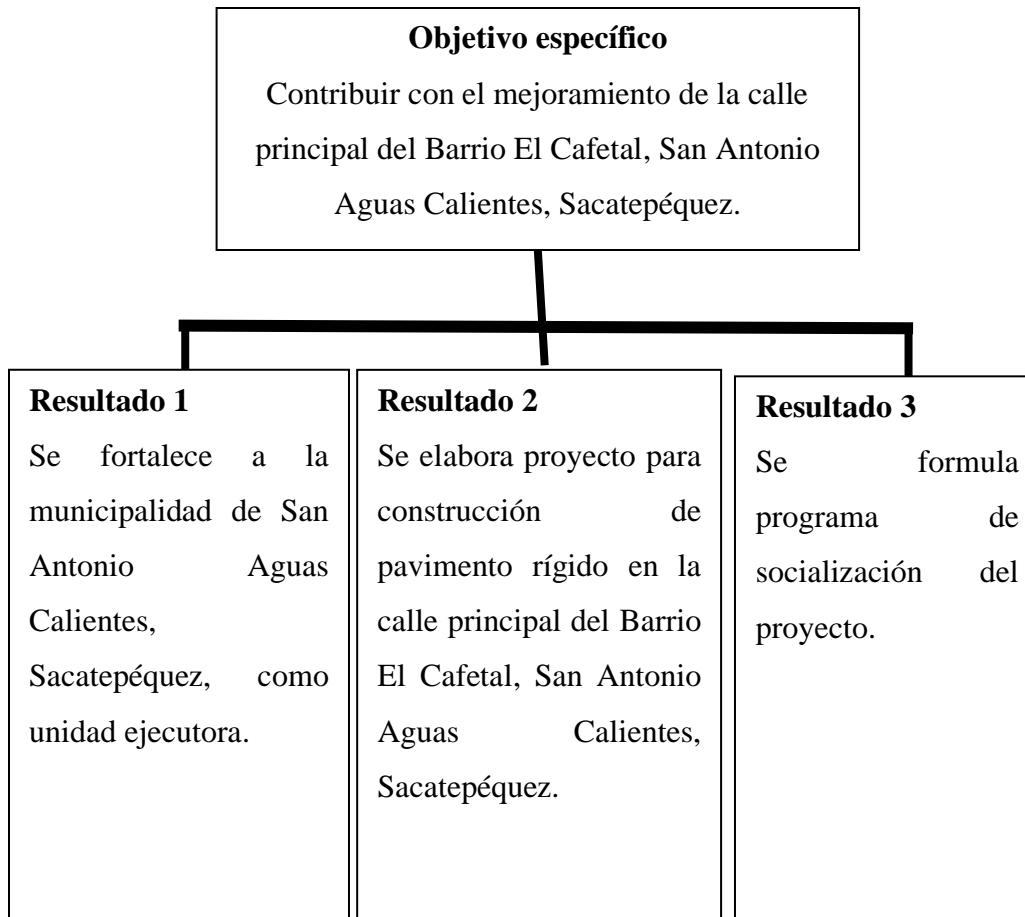 Objetivo específico
Contribuir con el mejoramiento de la calle
principal del Barrio El Cafetal, San Antonio
Aguas Calientes, Sacatepéquez.
Resultado 1
Se fortalece a la
municipalidad de San
Antonio Aguas
Calientes,
Sacatepéquez, como
unidad ejecutora.
Resultado 2
Se elabora proyecto para
construcción de
pavimento rígido en la
calle principal del Barrio
El Cafetal, San Antonio
Aguas Calientes,
Sacatepéquez.
Resultado 3
Se formula
programa de
socialización del
proyecto.